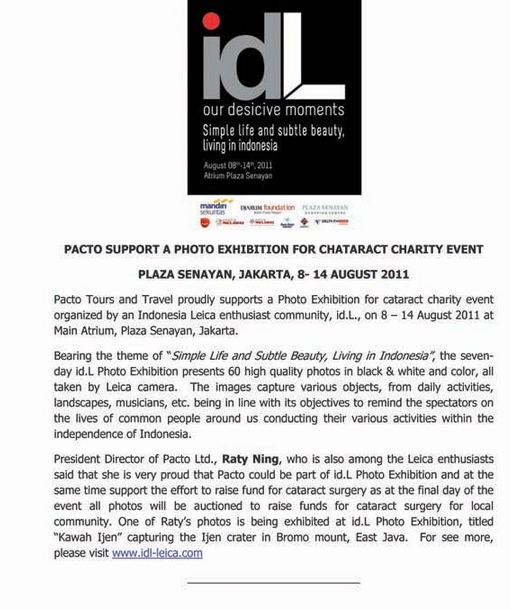 idL
our desicive moments
Simple life and subtle beauty,
living in indonesia
August 08th-14th, 2011
Atrium Plaza Senayan
mandiri
sekuritas
DJARUM foundation
PLAZA SENAYAN
PACTO SUPPORT A PHOTO EXHIBITION FOR CHATARACT CHARITY EVENT
PLAZA SENAYAN, JAKARTA, 8- 14 AUGUST 2011
Pacto Tours and Travel proudly supports a Photo Exhibition for cataract charity event
organized by an Indonesia Leica enthusiast community, id.L., on 8 – 14 August 2011 at
Main Atrium, Plaza Senayan, Jakarta.
Bearing the theme of "Simple Life and Subtle Beauty, Living in Indonesia", the seven-
day id.L Photo Exhibition presents 60 high quality photos in black & white and color, all
taken by Leica camera. The images capture various objects, from daily activities,
landscapes, musicians, etc. being in line with its objectives to remind the spectators on
the lives of common people around us conducting their various activities within the
independence of Indonesia.
President Director of Pacto Ltd., Raty Ning, who is also among the Leica enthusiasts
said that she is very proud that Pacto could be part of id.L Photo Exhibition and at the
same time support the effort to raise fund for cataract surgery as at the final day of the
event all photos will be auctioned to raise funds for cataract surgery for local
community. One of Raty's photos is being exhibited at id.L Photo Exhibition, titled
"Kawah Ijen" capturing the Ijen crater in Bromo mount, East Java. For see more,
please visit www.idl-leica.com